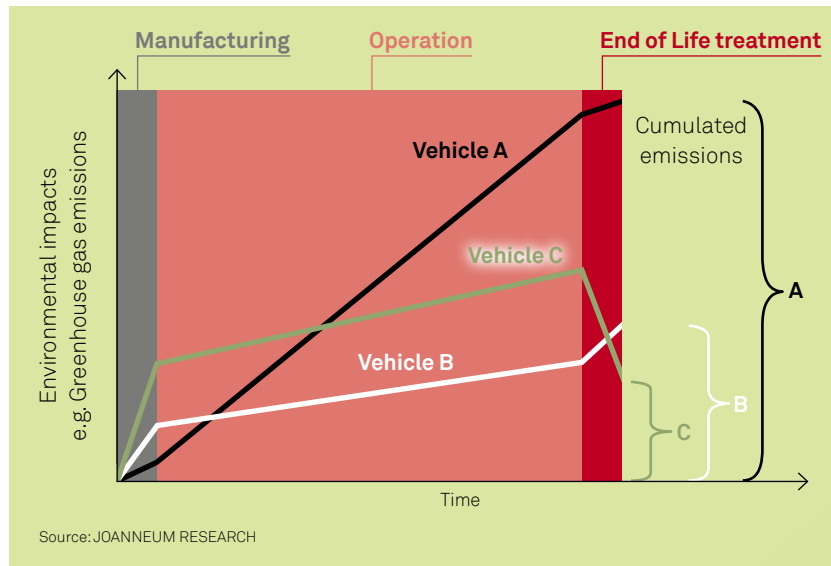 Manufacturing
Operation
End of Life treatment
Environmental impacts
e.g. Greenhouse gas emissions
Vehicle A
Vehicle C
Vehicle B
Cumulated
emissions
A
B
C
Time
Source: JOANNEUM RESEARCH